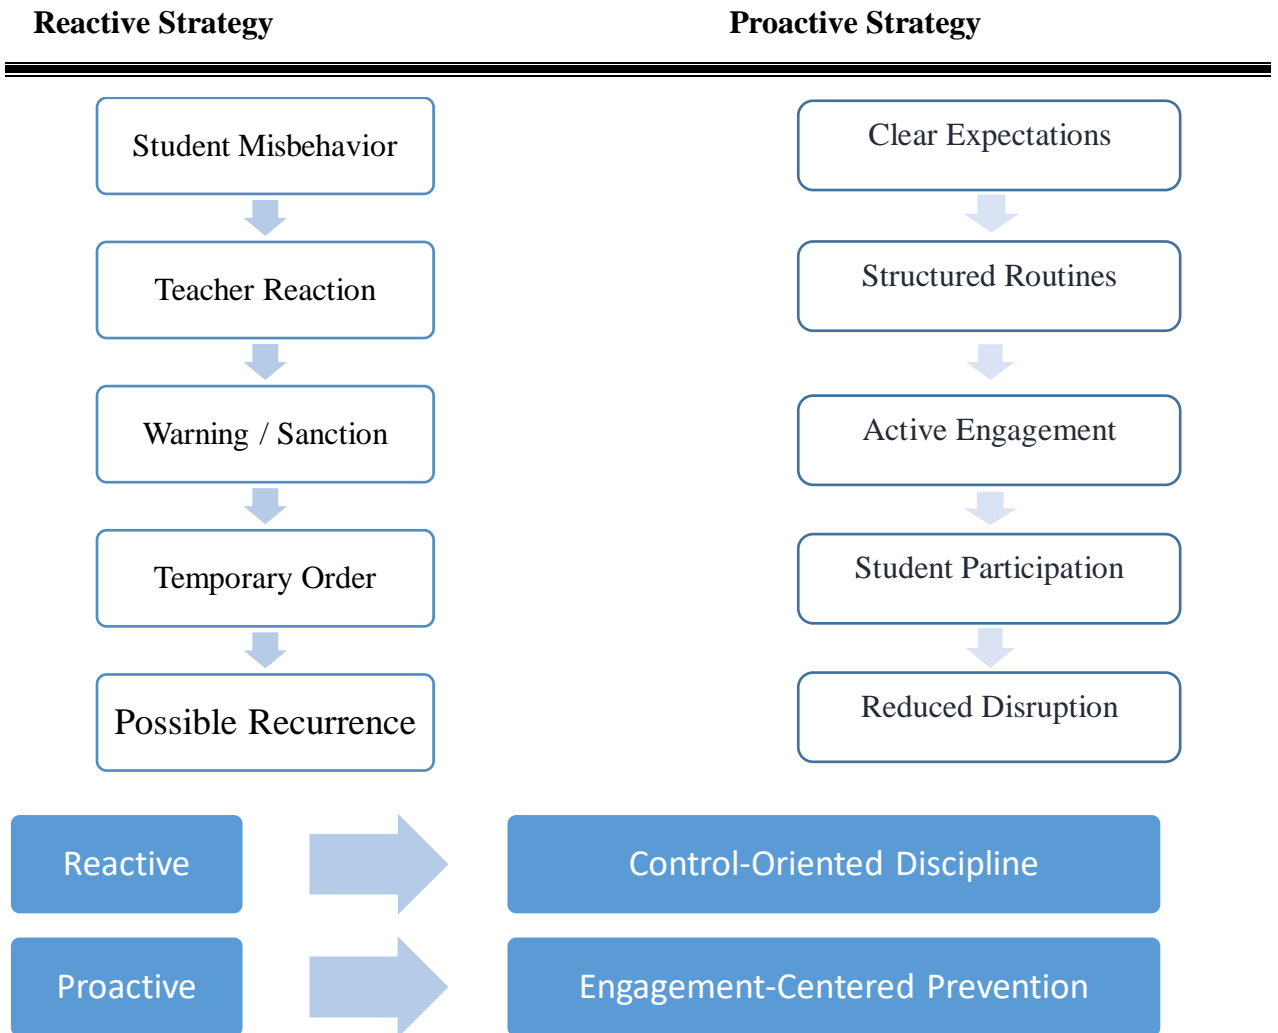 Reactive Strategy
Proactive Strategy
Student Misbehavior
Teacher Reaction
Warning / Sanction
Temporary Order
Possible Recurrence
Clear Expectations
Structured Routines
Active Engagement
Student Participation
Reduced Disruption
Reactive
Control-Oriented Discipline
Proactive
Engagement-Centered Prevention